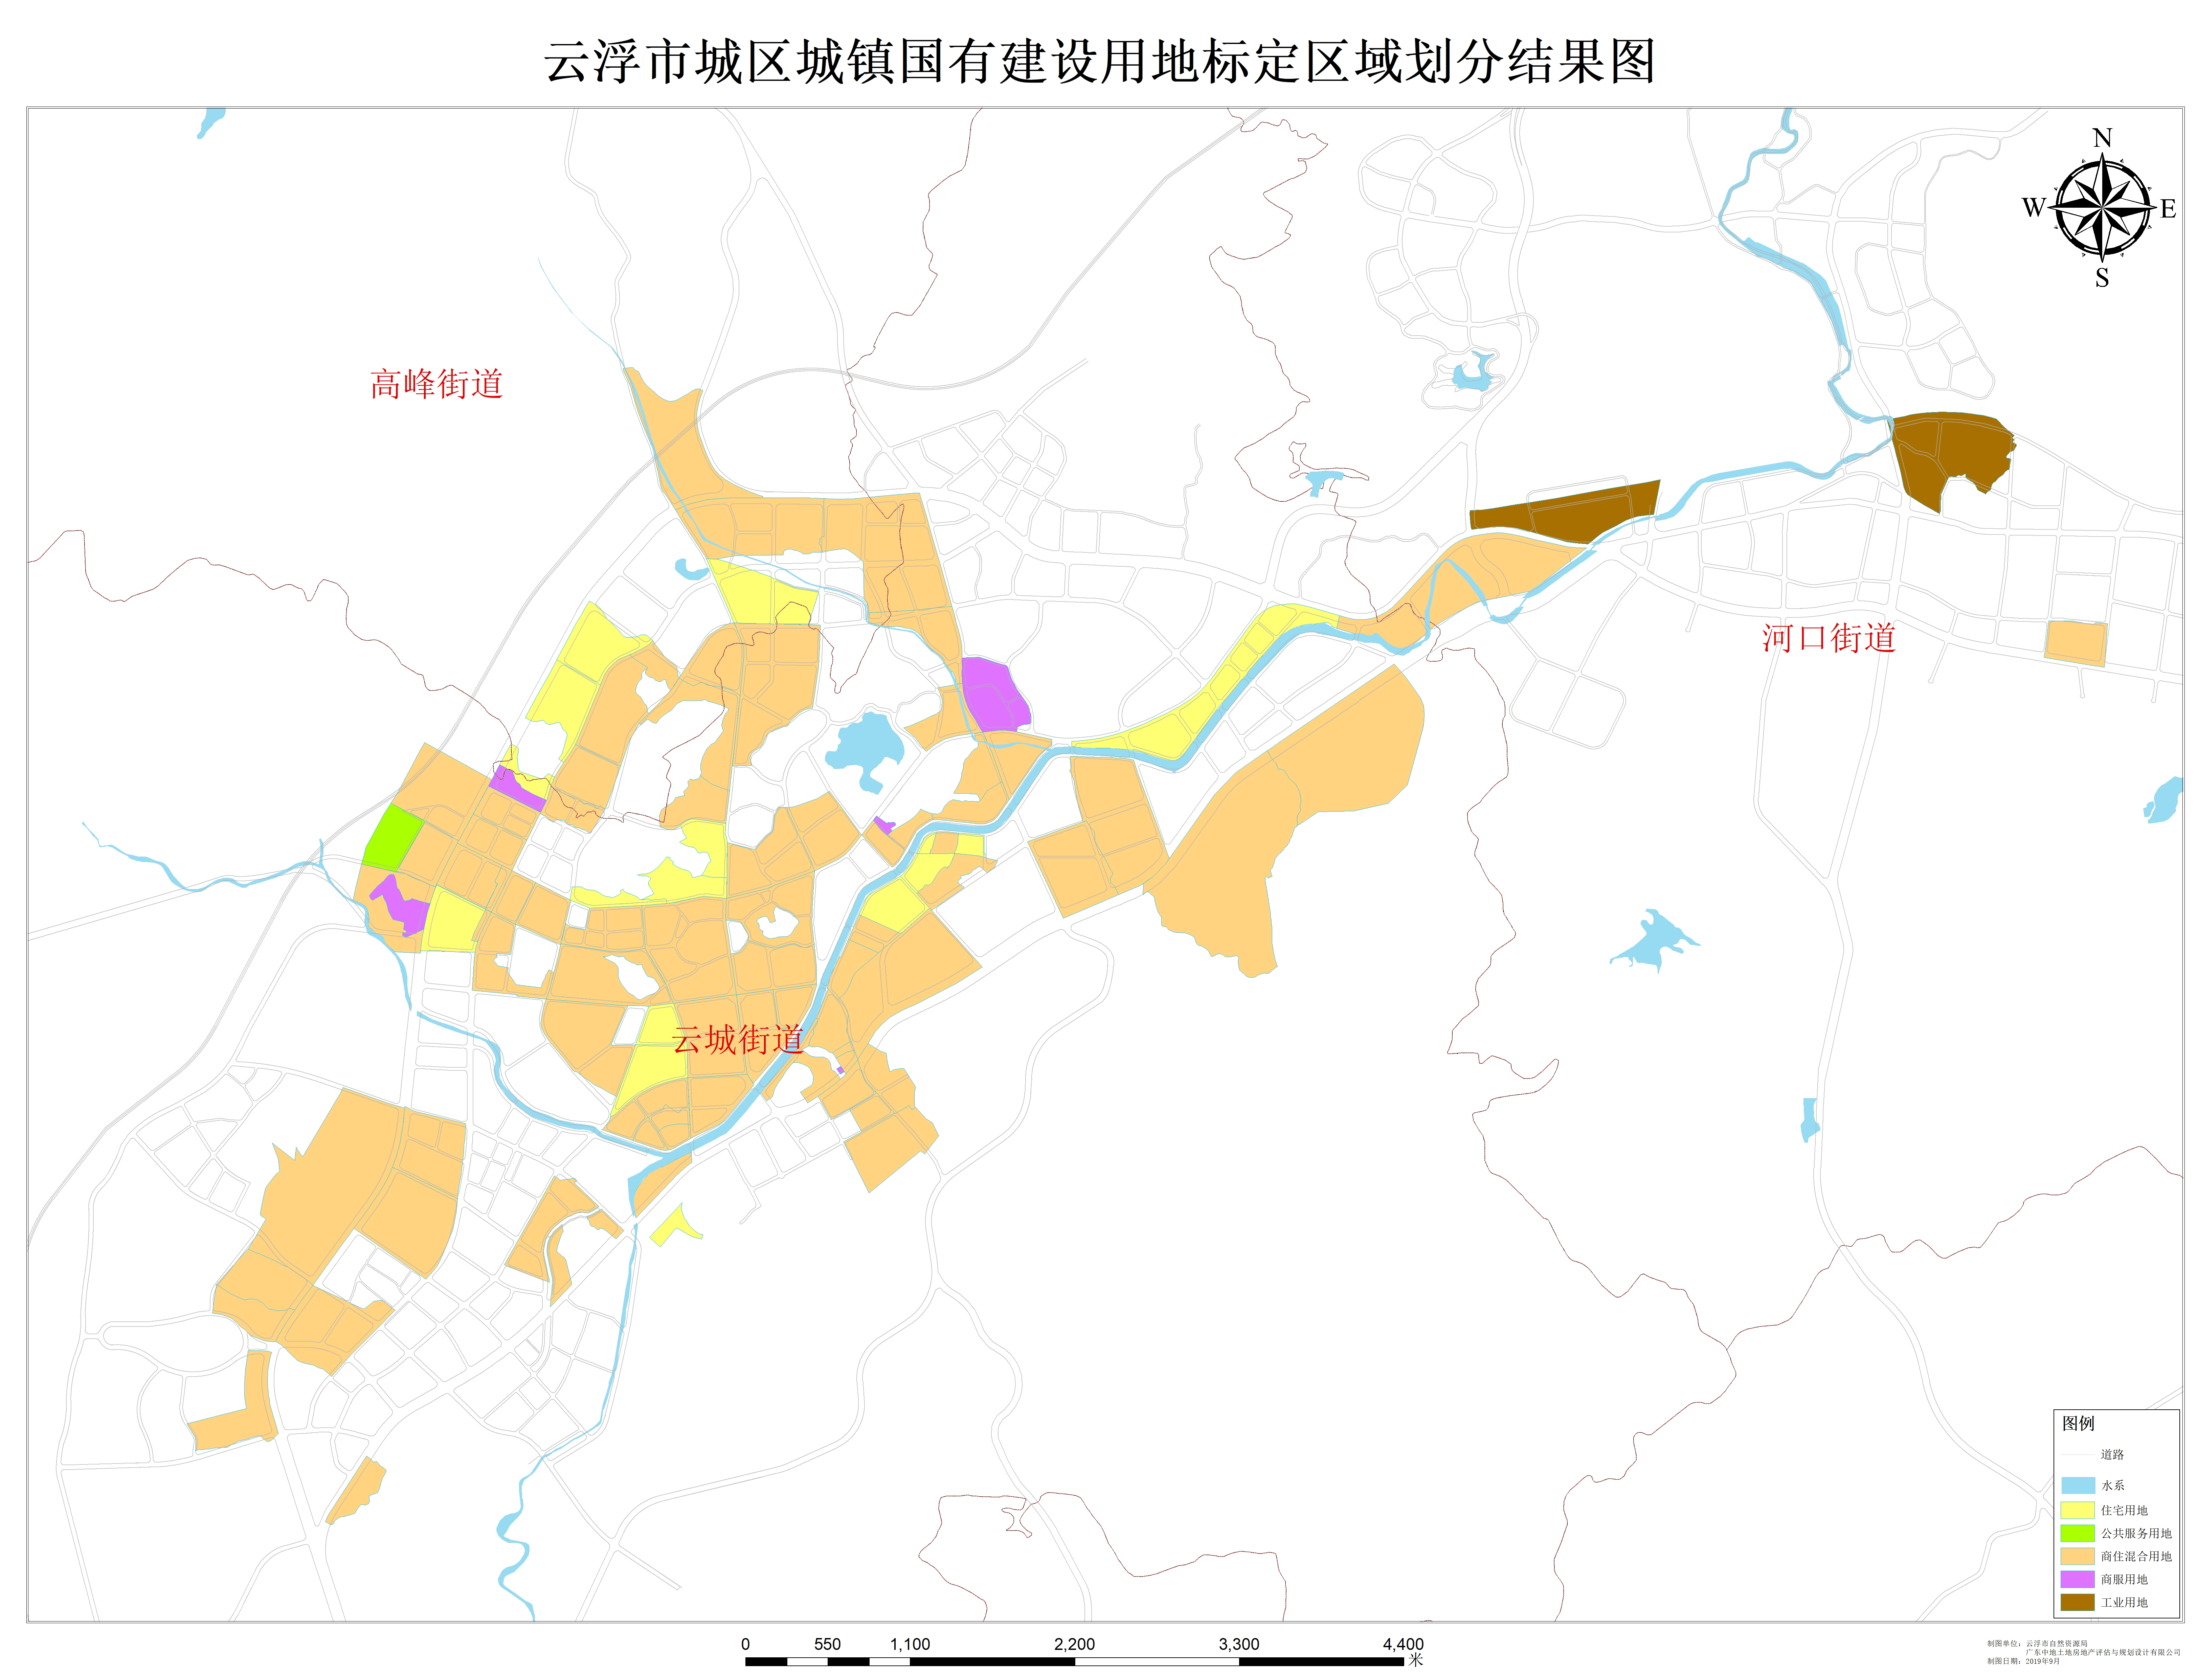 云浮市城区城镇国有建设用地标定区域划分结果图
N
W
E
S
高峰街道
河口街道
云城街道
图例
道路
水系
住宅用地
公共服务用地
商住混合用地
商服用地
工业用地
0 550 1,100 2,200 3,300 4,400
米
制图单位：云浮市自然资源局
广东中地土地房地产评估与规划设计有限公司
制图日期：2019年9月